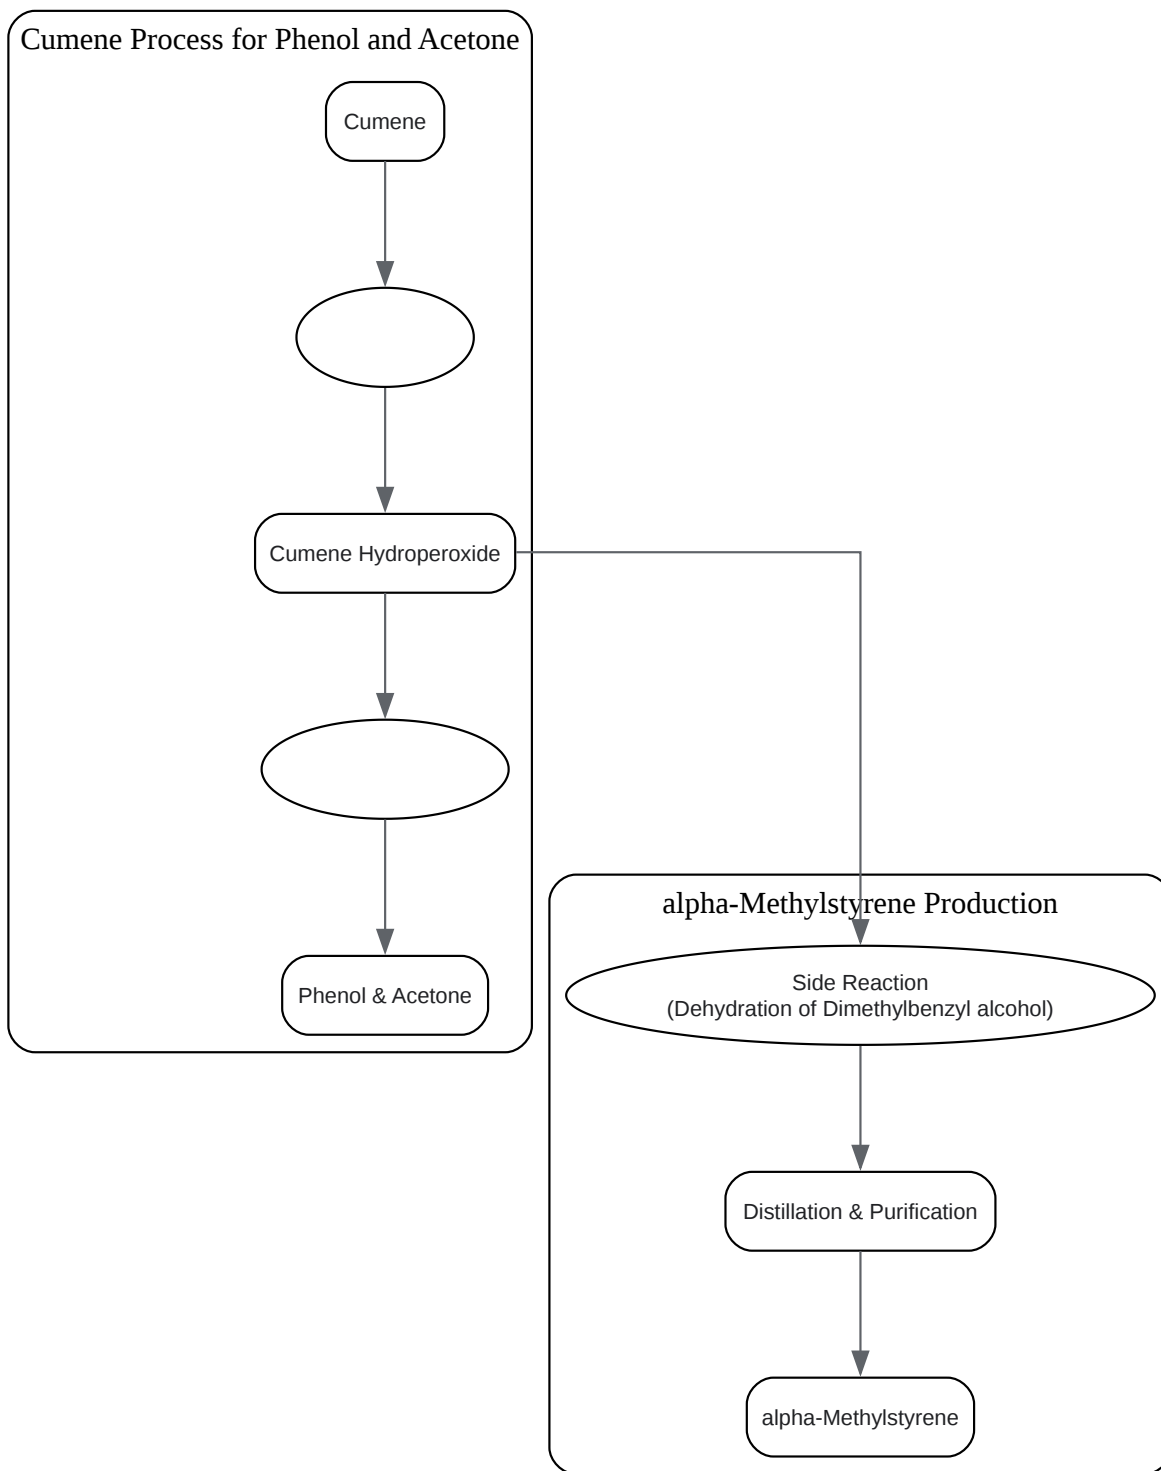 Cumene Process for Phenol and Acetone
Cumene
Cumene Hydroperoxide
Phenol & Acetone
alpha-Methylstyrene Production
Side Reaction
(Dehydration of Dimethylbenzyl alcohol)
Distillation & Purification
alpha-Methylstyrene